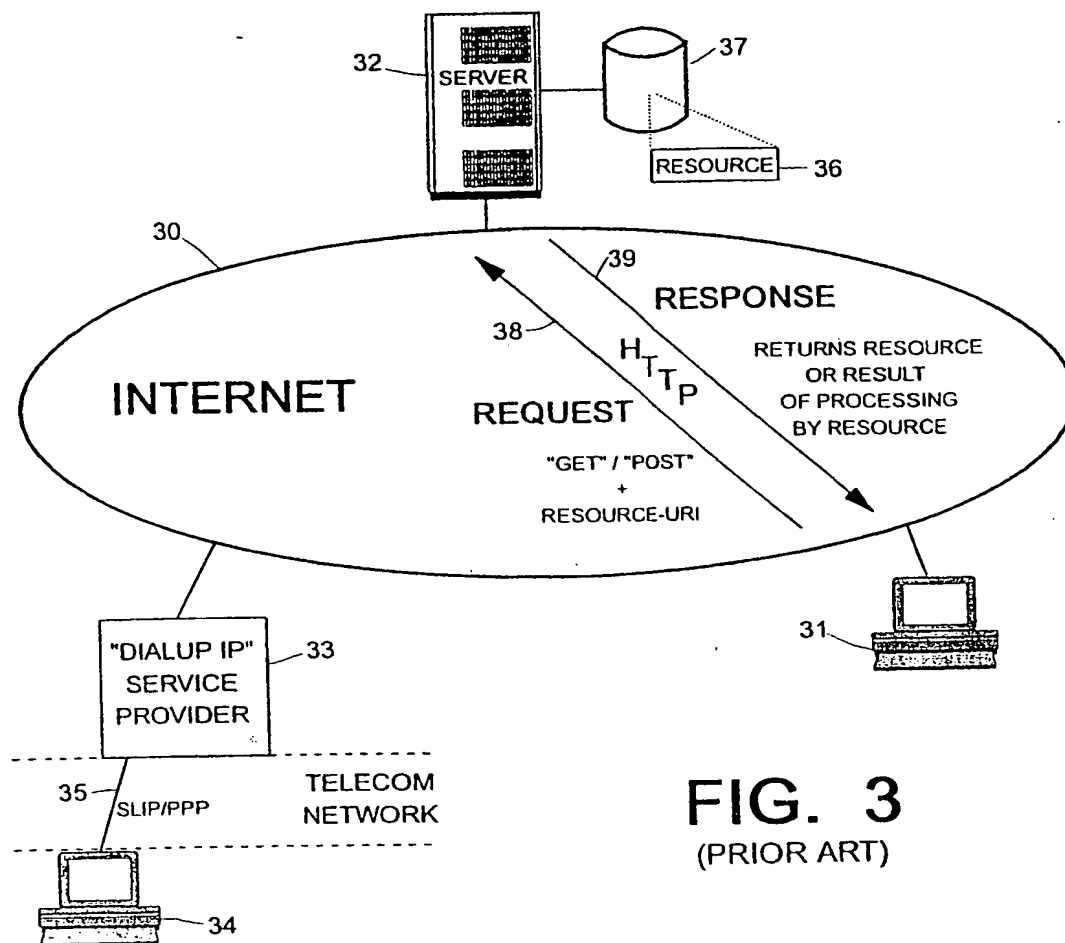 32
SERVER
37
RESOURCE
36
30
39
RESPONSE
38
HTTP
RETURNS RESOURCE
OR RESULT
OF PROCESSING
BY RESOURCE
INTERNET
REQUEST
"GET" / "POST"
+
RESOURCE-URI
31
"DIALUP IP"
SERVICE
PROVIDER
33
35
SLIP/PPP
TELECOM
NETWORK
34
FIG. 3
(PRIOR ART)